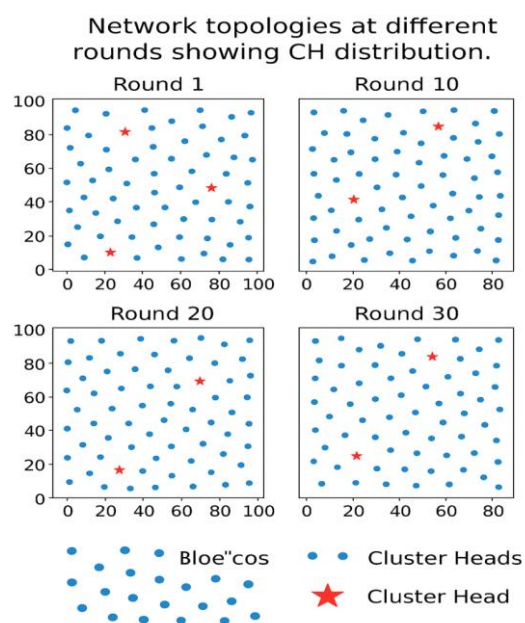 Network topologies at different
rounds showing CH distribution.
Round 1
Round 10
100
80
60
40
20
0
0 20 40 60 80 100
0 20 40 60 80
Round 20
Round 30
100
80
60
40
20
0
0 20 40 60 80 100
0 20 40 60 80
Bloe"cos
Cluster Heads
Cluster Head